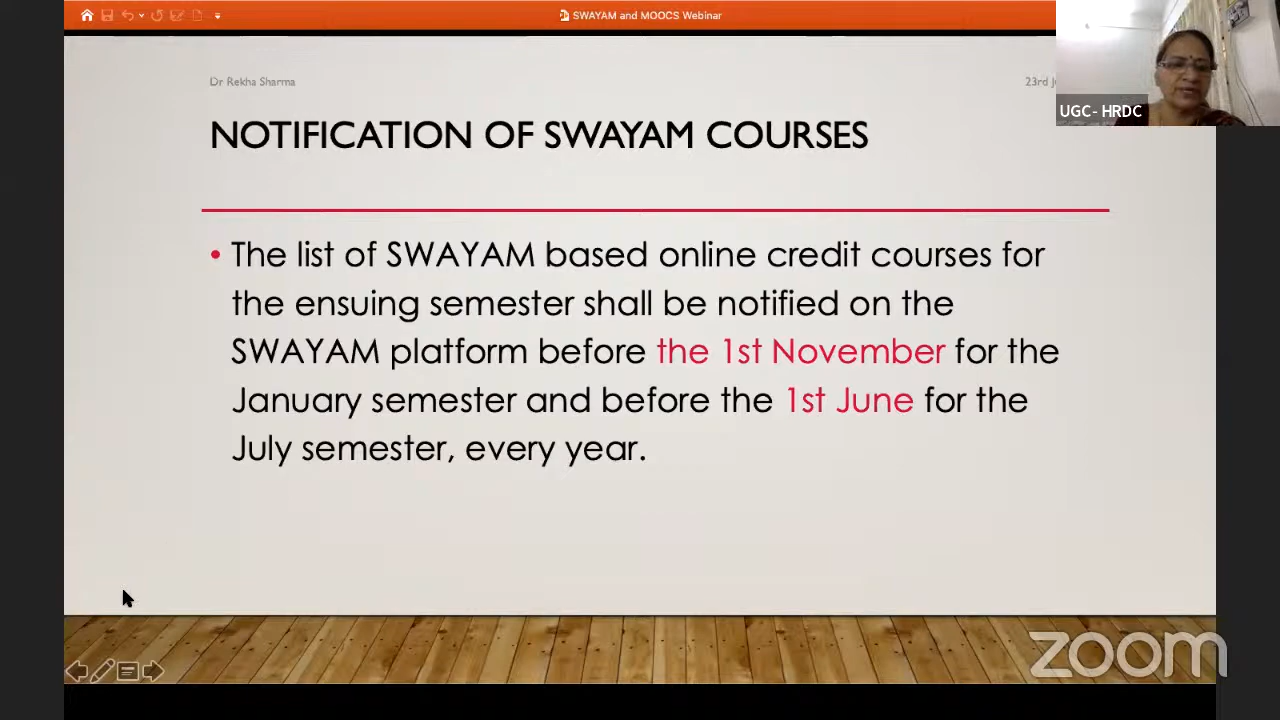 SWAYAM and MOOCS Webinar
Dr Rekha Sharma
23rd
UGC- HRDC
NOTIFICATION OF SWAYAM COURSES
• The list of SWAYAM based online credit courses for
the ensuing semester shall be notified on the
SWAYAM platform before the 1st November for the
January semester and before the 1st June for the
July semester, every year.
zoom